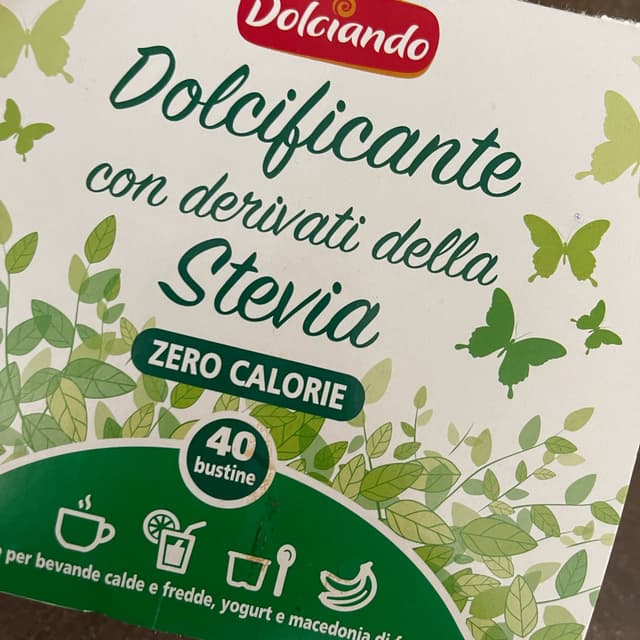 Dolciando
Dolcificante
con derivati della
Stevia
ZERO CALORIE
40
bustine
per bevande calde e fredde, yogurt e macedonia di